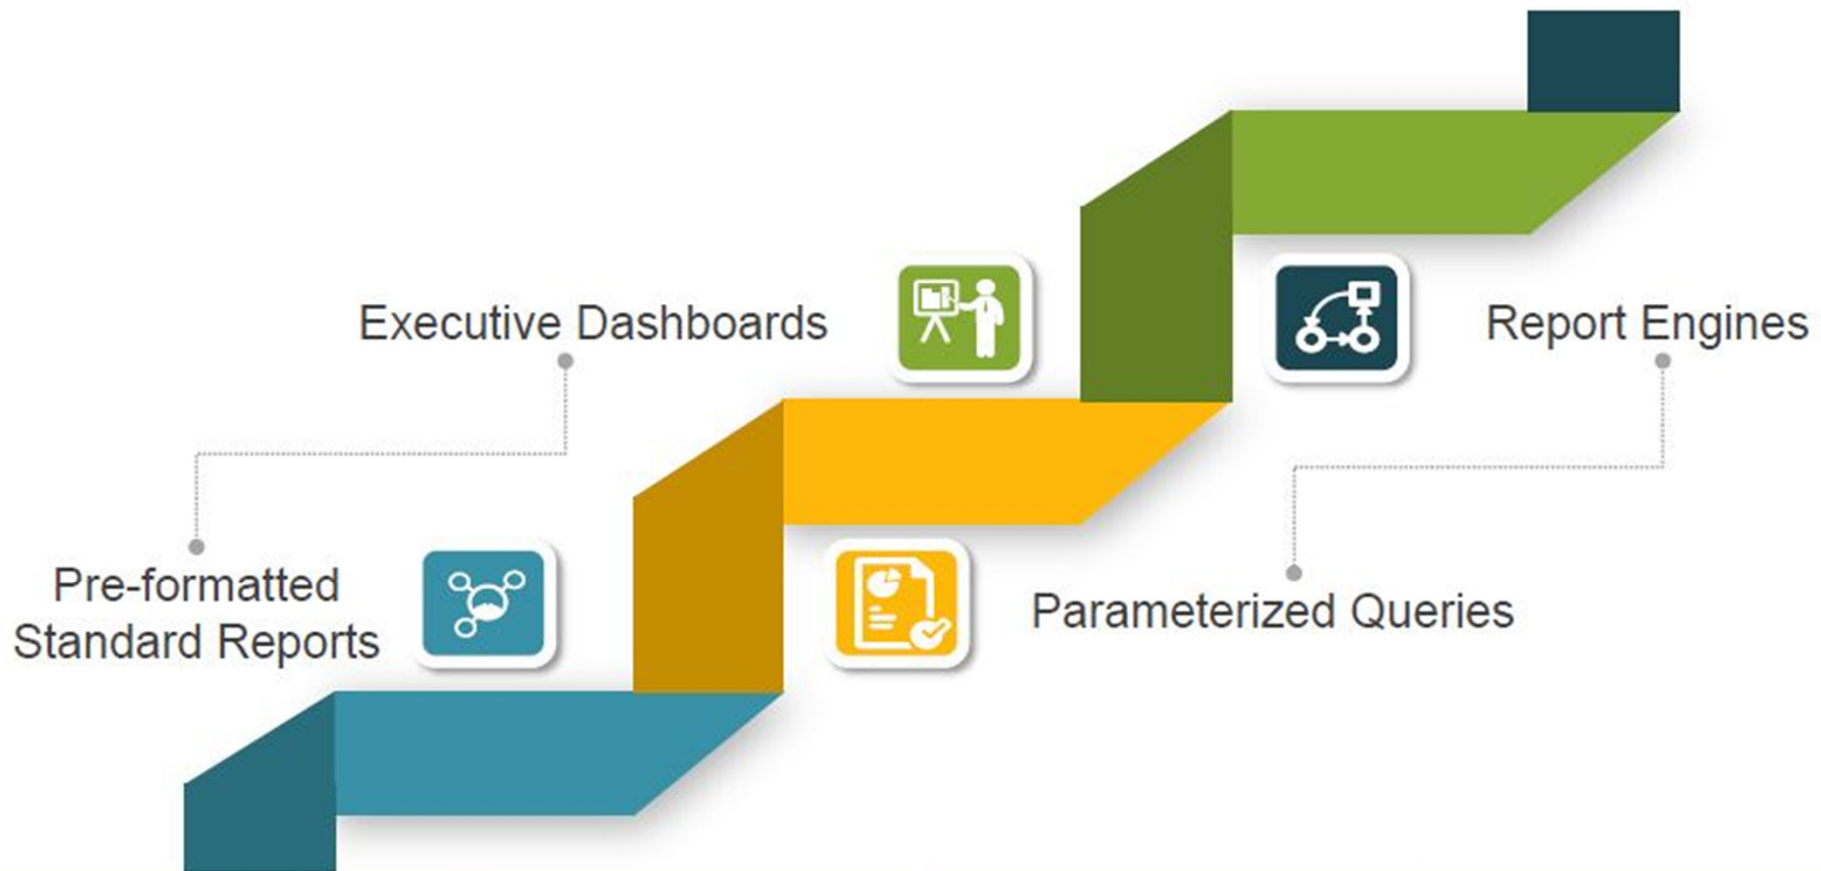 Executive Dashboards
Report Engines
Pre-formatted
Standard Reports
Parameterized Queries